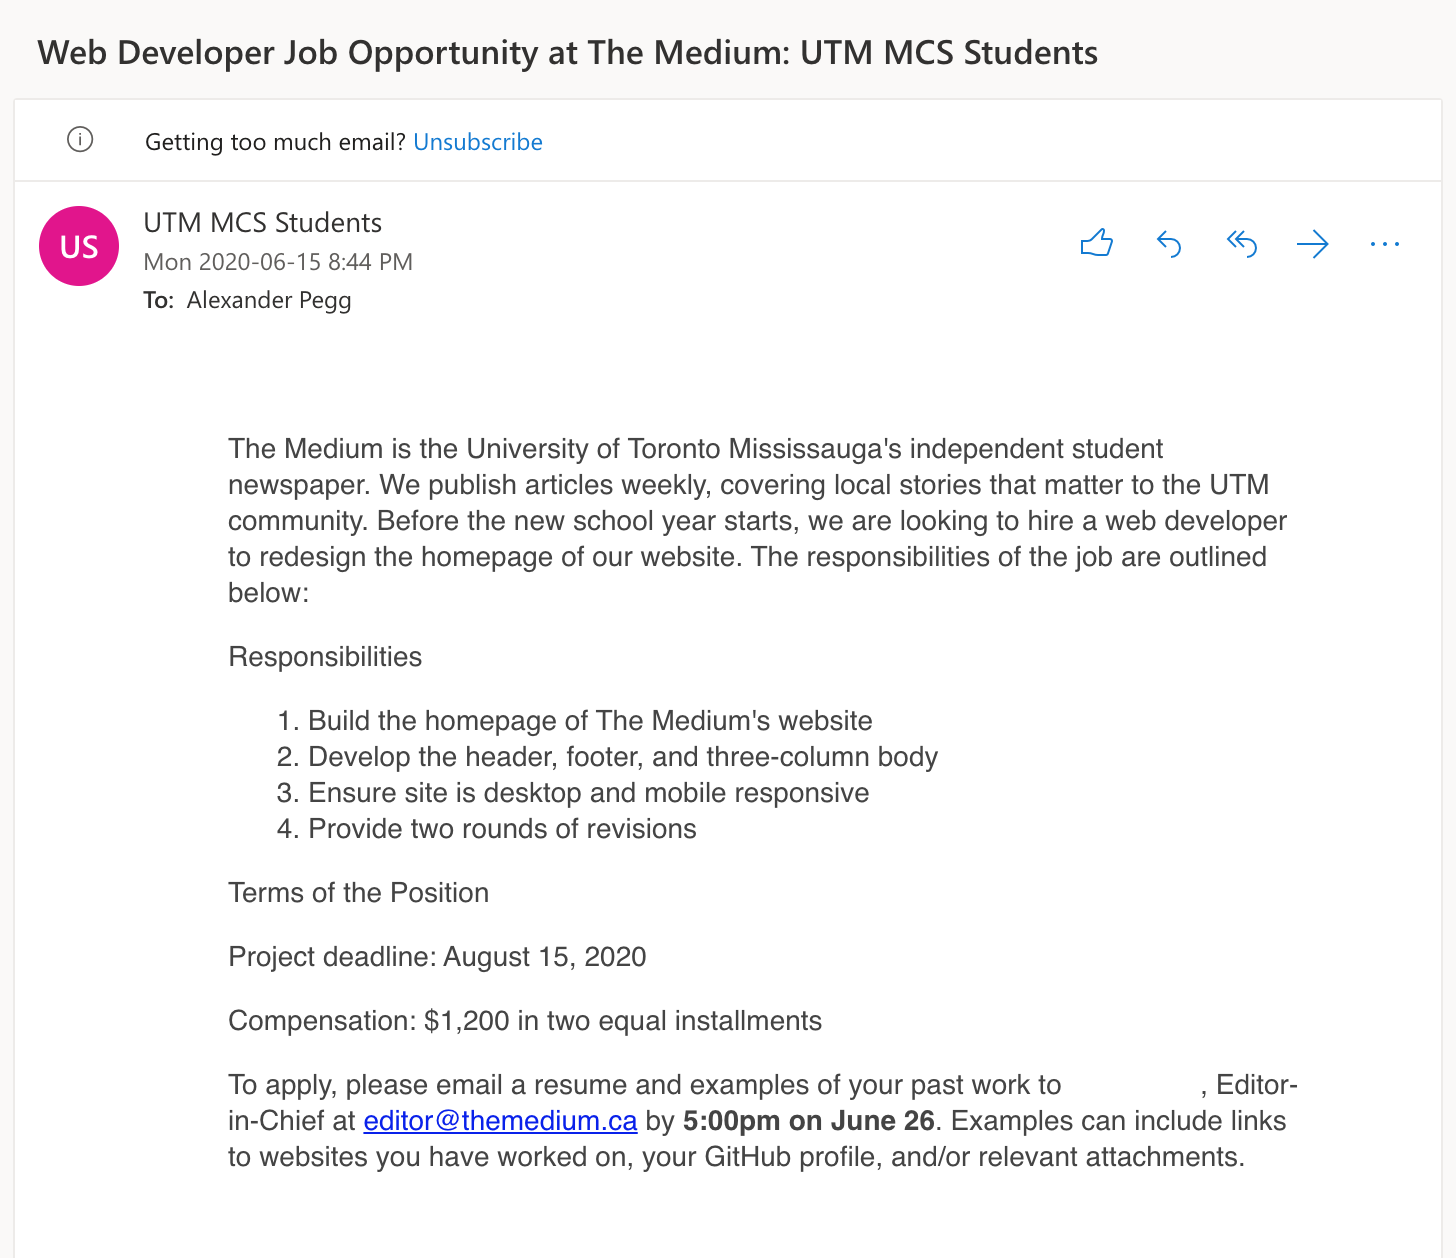 Web Developer Job Opportunity at The Medium: UTM MCS Students
Getting too much email? Unsubscribe
US
UTM MCS Students
Mon 2020-06-15 8:44 PM
To: Alexander Pegg
The Medium is the University of Toronto Mississauga's independent student
newspaper. We publish articles weekly, covering local stories that matter to the UTM
community. Before the new school year starts, we are looking to hire a web developer
to redesign the homepage of our website. The responsibilities of the job are outlined
below:
Responsibilities
1. Build the homepage of The Medium's website
2. Develop the header, footer, and three-column body
3. Ensure site is desktop and mobile responsive
4. Provide two rounds of revisions
Terms of the Position
Project deadline: August 15, 2020
Compensation: $1,200 in two equal installments
To apply, please email a resume and examples of your past work to , Editor-
in-Chief at editor@themedium.ca by 5:00pm on June 26. Examples can include links
to websites you have worked on, your GitHub profile, and/or relevant attachments.